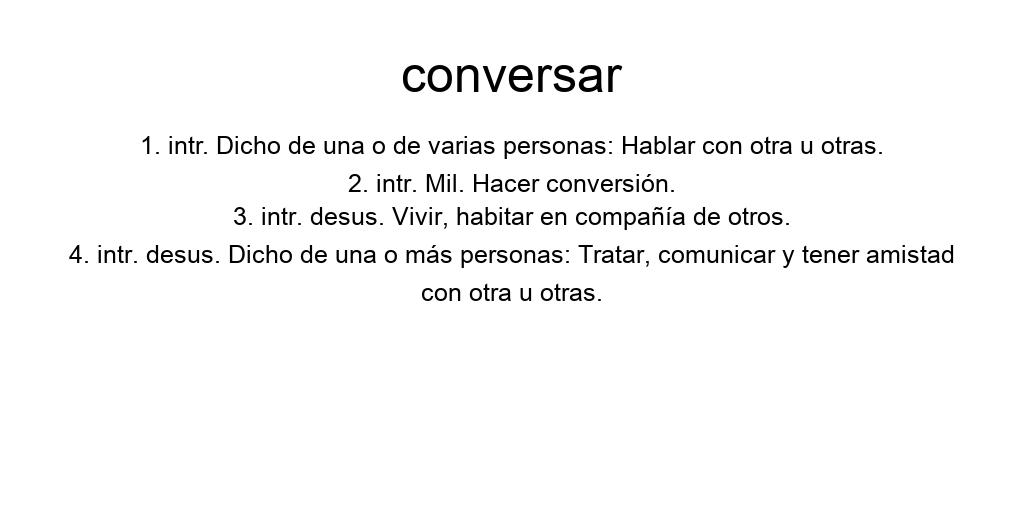 conversar
1. intr. Dicho de una o de varias personas: Hablar con otra u otras.
2. intr. Mil. Hacer conversión.
3. intr. desus. Vivir, habitar en compañía de otros.
4. intr. desus. Dicho de una o más personas: Tratar, comunicar y tener amistad
con otra u otras.